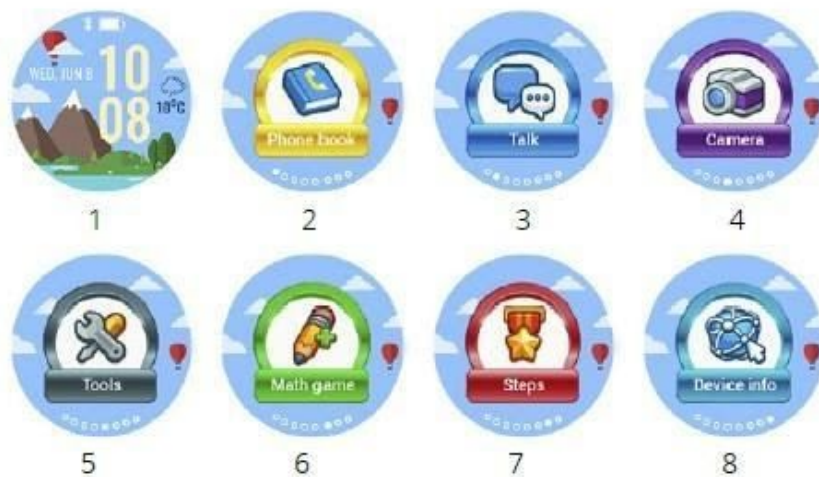 WED, JUN 8
10
08
18°C
Phone book
Talk
Camera
1
2
3
4
Tools
Math game
Steps
Device info
5
6
7
8